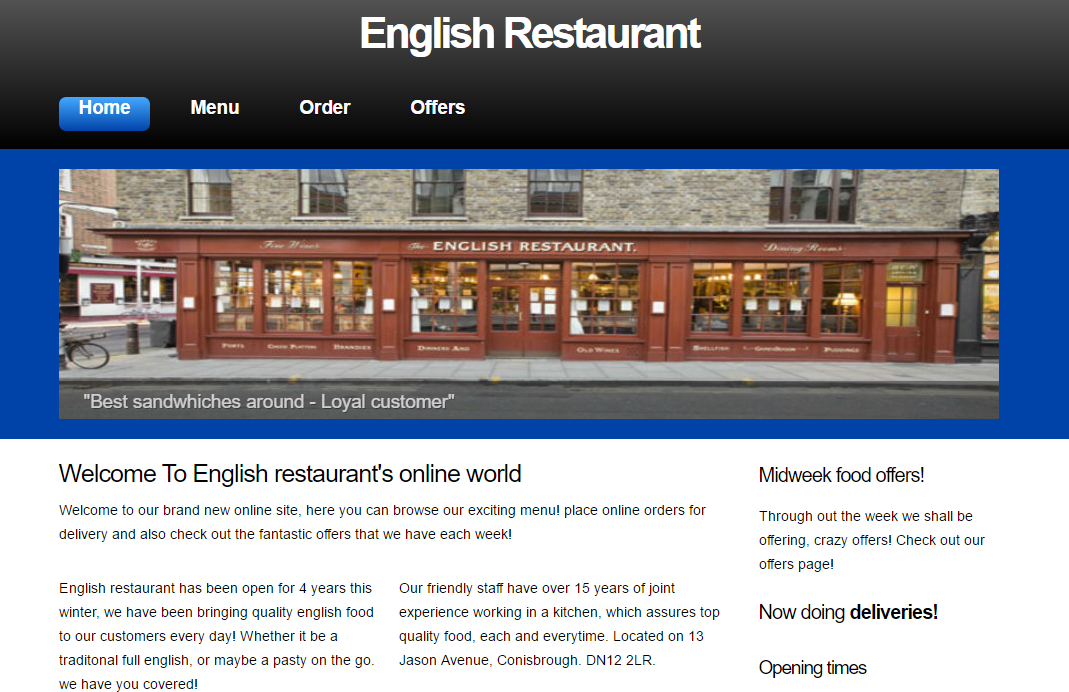 English Restaurant
Home Menu Order Offers
Fine Wines The ENGLISH RESTAURANT. Dining Rooms
PORTS BRANDIES DINNERS AND OLD WINES SHELLFISH PUDDINGS
"Best sandwhiches around - Loyal customer"
Welcome To English restaurant's online world
Welcome to our brand new online site, here you can browse our exciting menu! place online orders for
delivery and also check out the fantastic offers that we have each week!
English restaurant has been open for 4 years this
winter, we have been bringing quality english food
to our customers every day! Whether it be a
traditonal full english, or maybe a pasty on the go.
we have you covered!
Our friendly staff have over 15 years of joint
experience working in a kitchen, which assures top
quality food, each and everytime. Located on 13
Jason Avenue, Conisbrough. DN12 2LR.
Midweek food offers!
Through out the week we shall be
offering, crazy offers! Check out our
offers page!
Now doing deliveries!
Opening times